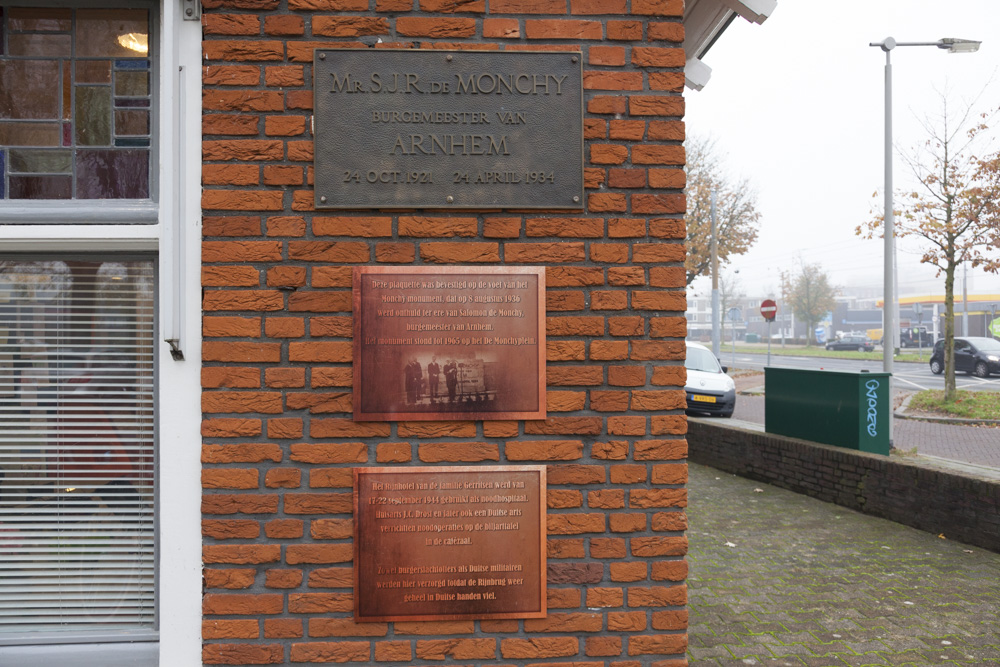 Mr. S.J.R. DE MONCHY
BURGEMEESTER VAN
ARNHEM
24 OCT. 1921 24 APRIL 1934
Deze plaquette was bevestigd op de voet van het
Monchy monument, dat op 8 augustus 1936
werd onthuld ter ere van Salomon de Monchy,
burgemeester van Arnhem.
Het monument stond tot 1965 op het De Monchyplein.
Het Rijnhotel van de familie Gerritsen werd van
17-22 september 1944 gebruikt als noodhospitaal.
Huisarts J.C. Drost en later ook een Duitse arts
verrichtten noodoperaties op de biljarttafel
in de cafézaal.
Zowel burgerslachtoffers als Duitse militairen
werden hier verzorgd totdat de Rijnbrug weer
geheel in Duitse handen viel.